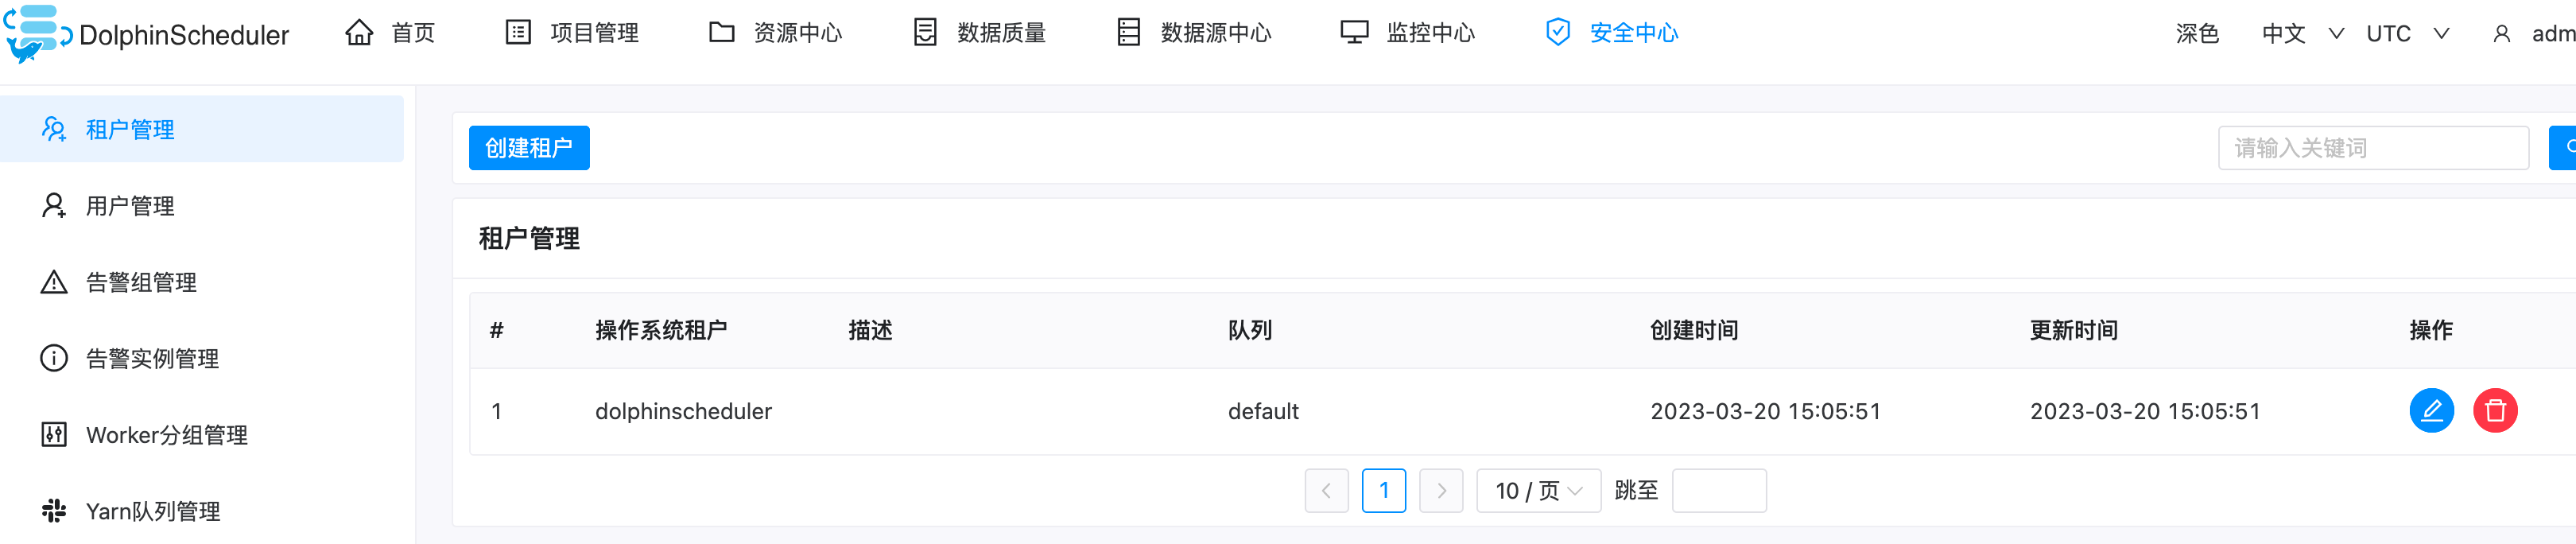 DolphinScheduler 首页 项目管理 资源中心 数据质量 数据源中心 监控中心 安全中心 深色 中文 UTC adm
租户管理
用户管理
告警组管理
告警实例管理
Worker分组管理
Yarn队列管理
创建租户 请输入关键词
租户管理
# 操作系统租户 描述 队列 创建时间 更新时间 操作
1 dolphinscheduler default 2023-03-20 15:05:51 2023-03-20 15:05:51
1 10 / 页 跳至